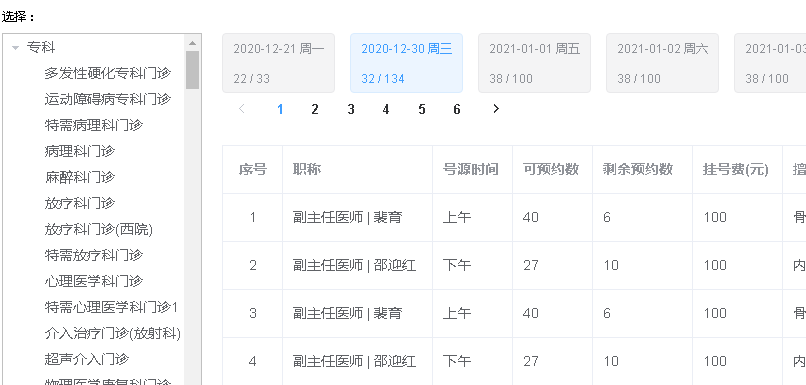 选择：
专科
多发性硬化专科门诊
运动障碍病专科门诊
特需病理科门诊
病理科门诊
麻醉科门诊
放疗科门诊
放疗科门诊(西院)
特需放疗科门诊
心理医学科门诊
特需心理医学科门诊1
介入治疗门诊(放射科)
超声介入门诊
物理医学康复科门诊
2020-12-21 周一 2020-12-30 周三 2021-01-01 周五 2021-01-02 周六 2021-01-03
22 / 33 32 / 134 38 / 100 38 / 100 38 / 100
< 1 2 3 4 5 6 >
序号 职称 号源时间 可预约数 剩余预约数 挂号费(元)
1 副主任医师 | 裴育 上午 40 6 100 骨
2 副主任医师 | 邵迎红 下午 27 10 100 内
3 副主任医师 | 裴育 上午 40 6 100 骨
4 副主任医师 | 邵迎红 下午 27 10 100 内